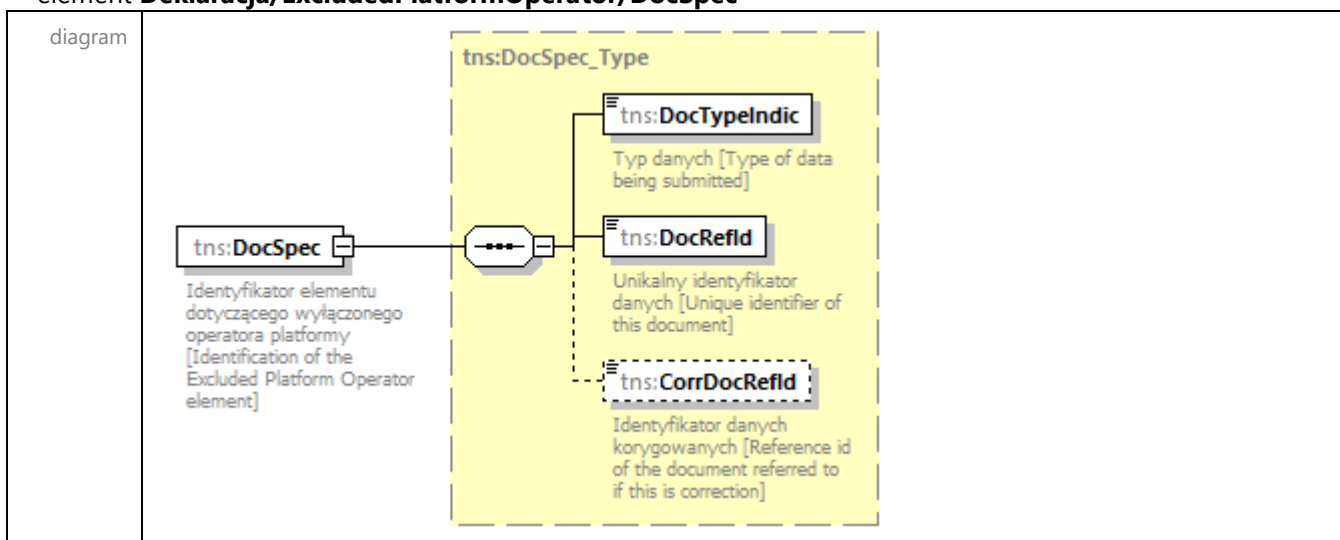 element Deklaracja/ExcludedPlatformOperator/DocSpec
diagram
tns:DocSpec_Type
tns:DocTypeIndic
Typ danych [Type of data
being submitted]
tns:DocSpec
Identyfikator elementu
dotyczącego wyłączonego
operatora platformy
[Identification of the
Excluded Platform Operator
element]
tns:DocRefId
Unikalny identyfikator
danych [Unique identifier of
this document]
tns:CorrDocRefId
Identyfikator danych
korygowanych [Reference id
of the document referred to
if this is correction]